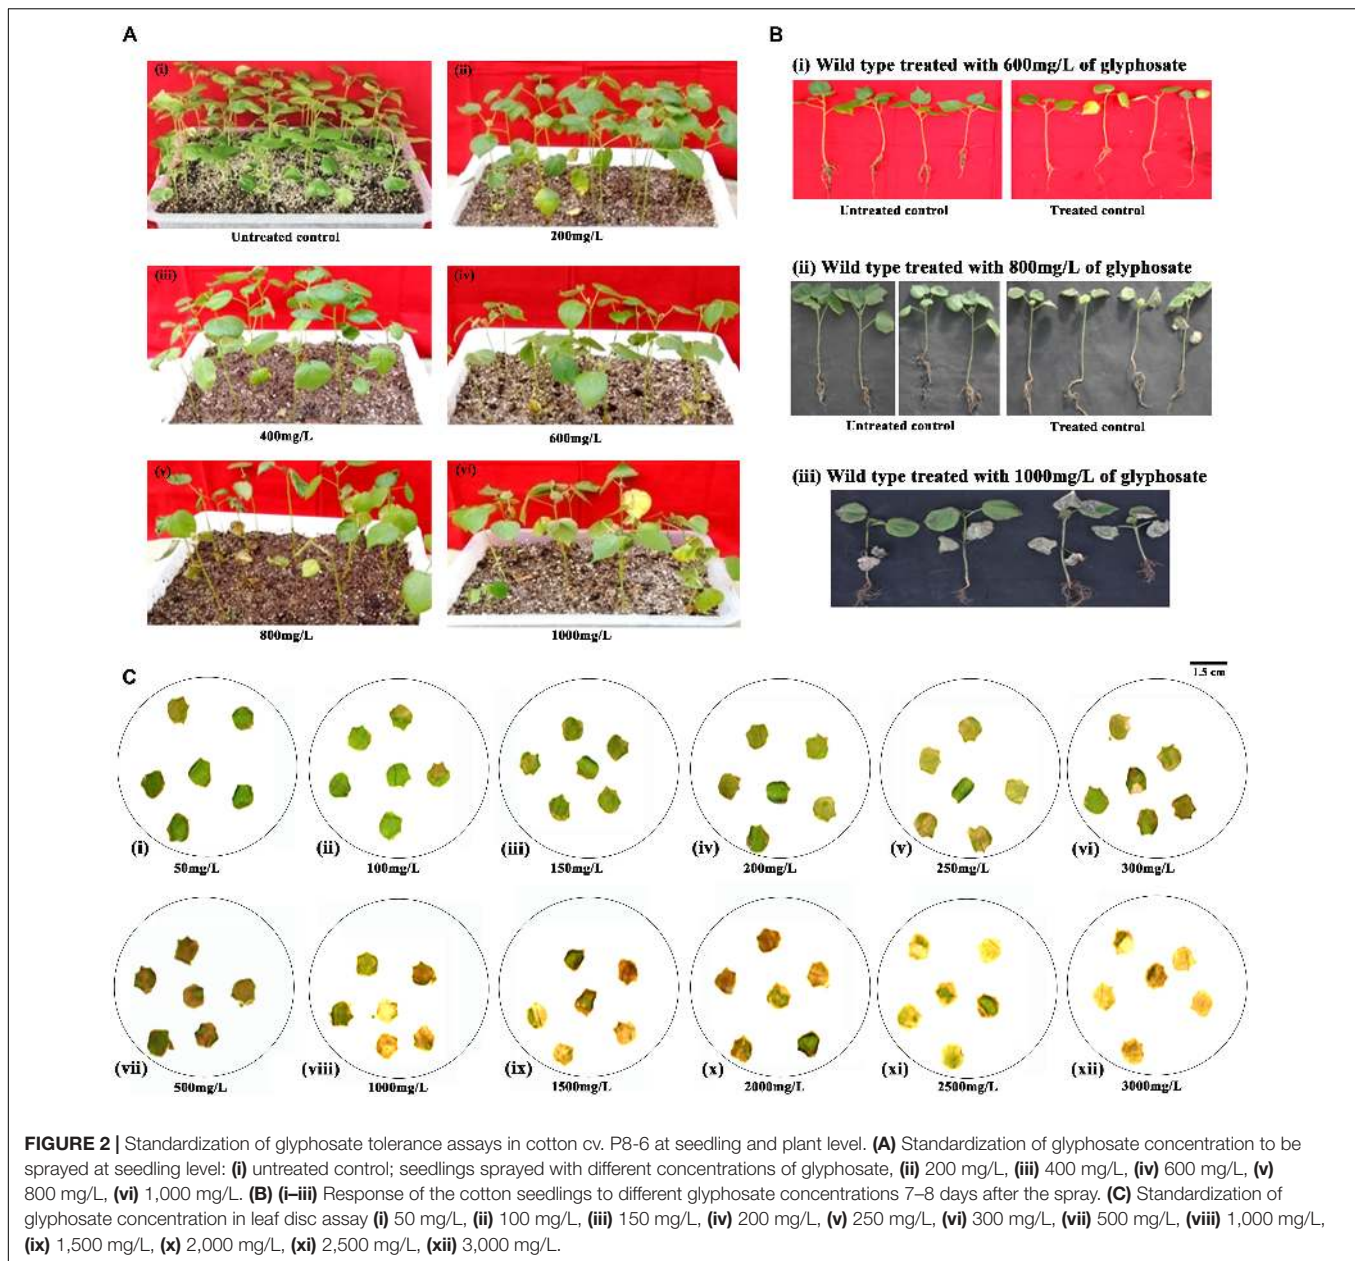 A
B
(i)
(ii)
Untreated control
200mg/L
(iii)
(iv)
400mg/L
600mg/L
(v)
(vi)
800mg/L
1000mg/L
(i) Wild type treated with 600mg/L of glyphosate
Untreated control
Treated control
(ii) Wild type treated with 800mg/L of glyphosate
Untreated control
Treated control
(iii) Wild type treated with 1000mg/L of glyphosate
C
1.5 cm
(i)
(ii)
(iii)
(iv)
(v)
(vi)
50mg/L
100mg/L
150mg/L
200mg/L
250mg/L
300mg/L
(vii)
(viii)
(ix)
(x)
(xi)
(xii)
500mg/L
1000mg/L
1500mg/L
2000mg/L
2500mg/L
3000mg/L
FIGURE 2 | Standardization of glyphosate tolerance assays in cotton cv. P8-6 at seedling and plant level. (A) Standardization of glyphosate concentration to be
sprayed at seedling level: (i) untreated control; seedlings sprayed with different concentrations of glyphosate, (ii) 200 mg/L, (iii) 400 mg/L, (iv) 600 mg/L, (v)
800 mg/L, (vi) 1,000 mg/L. (B) (i–iii) Response of the cotton seedlings to different glyphosate concentrations 7–8 days after the spray. (C) Standardization of
glyphosate concentration in leaf disc assay (i) 50 mg/L, (ii) 100 mg/L, (iii) 150 mg/L, (iv) 200 mg/L, (v) 250 mg/L, (vi) 300 mg/L, (vii) 500 mg/L, (viii) 1,000 mg/L,
(ix) 1,500 mg/L, (x) 2,000 mg/L, (xi) 2,500 mg/L, (xii) 3,000 mg/L.